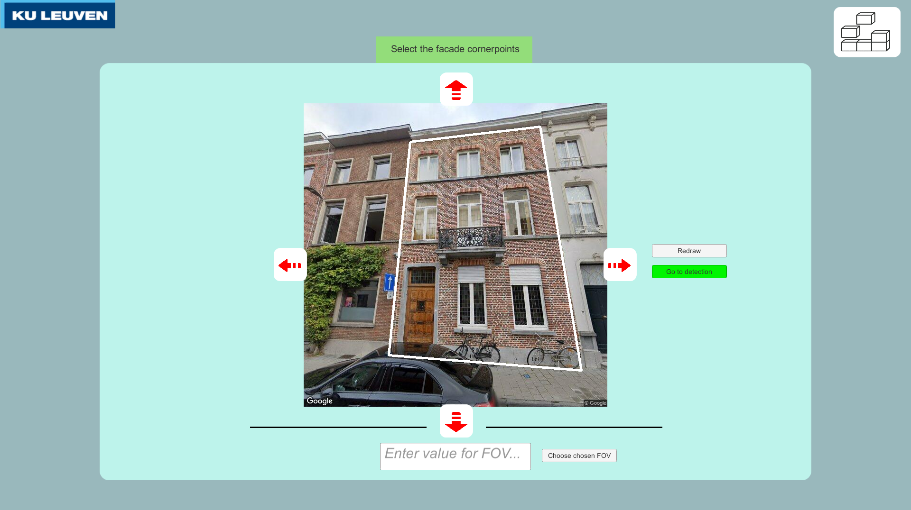 KU LEUVEN
Select the facade cornerpoints
Redraw
Go to detection
Google
© Google
Enter value for FOV...
Choose chosen FOV